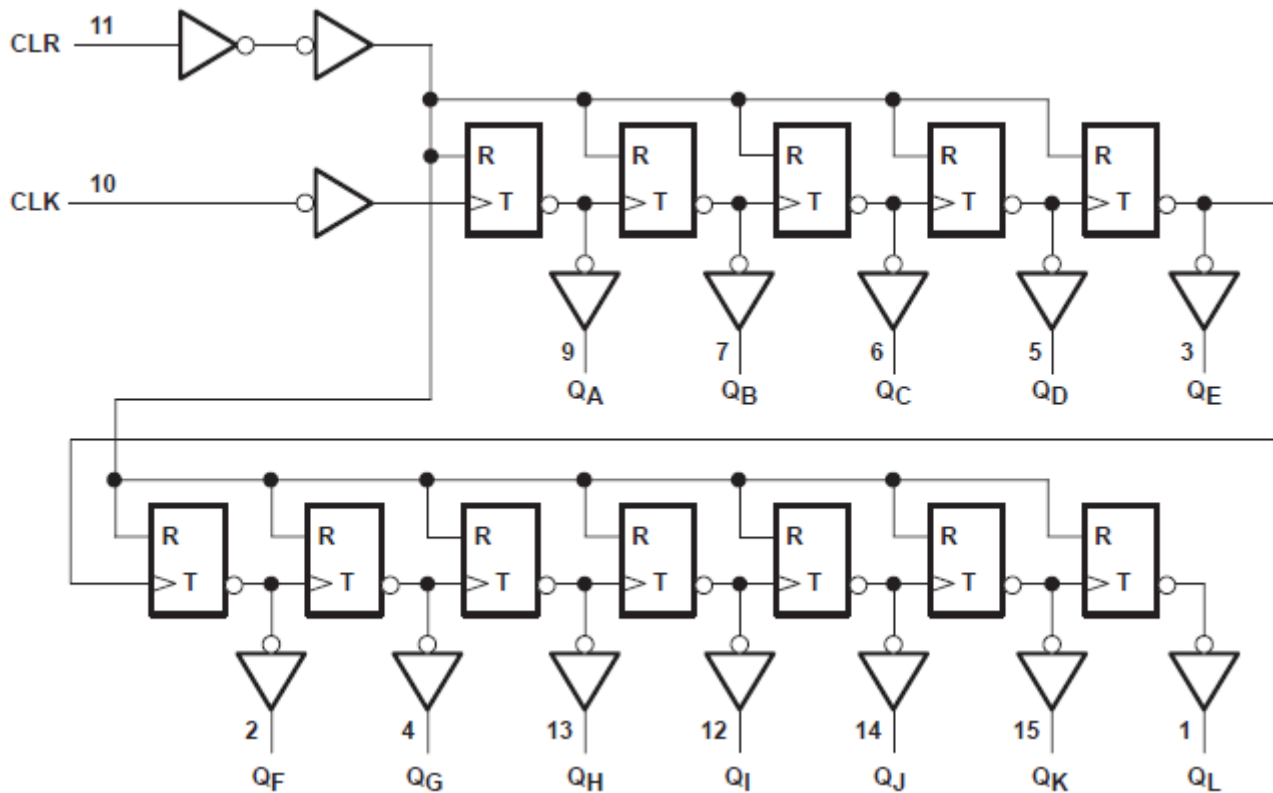 CLR 11
R R R R R
CLK 10 T T T T T
9 7 6 5 3
QA QB QC QD QE
R R R R R R R
T T T T T T T
2 4 13 12 14 15 1
QF QG QH QI QJ QK QL